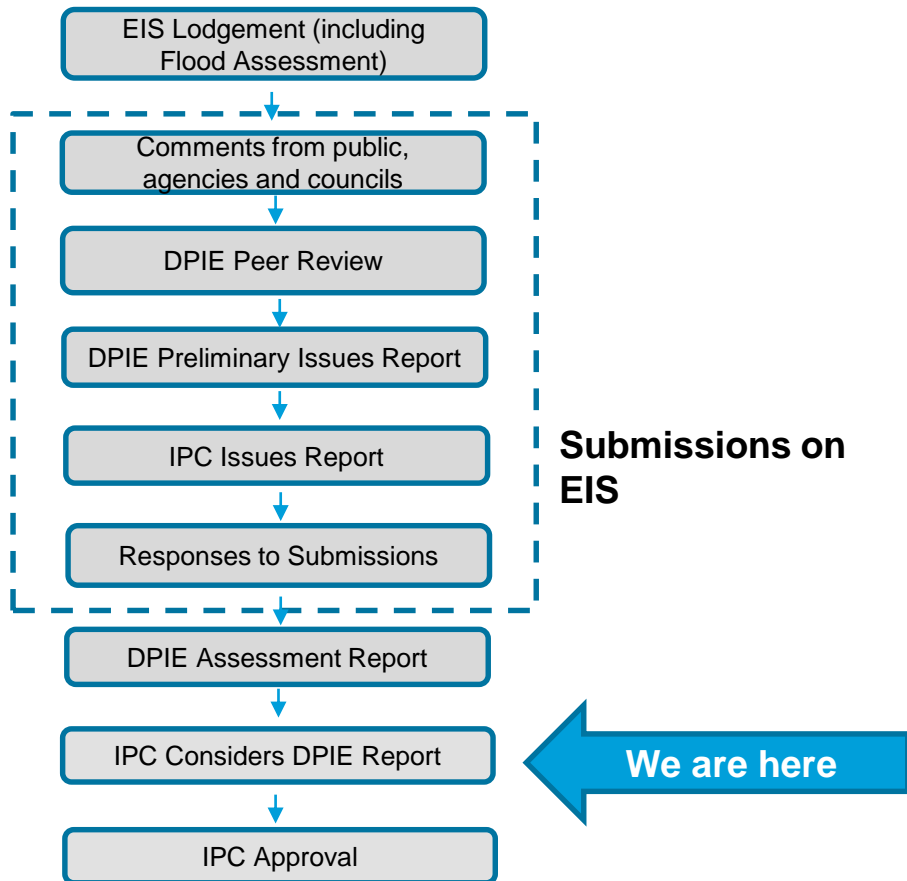 EIS Lodgement (including
Flood Assessment)
Comments from public,
agencies and councils
DPIE Peer Review
DPIE Preliminary Issues Report
IPC Issues Report
Submissions on
EIS
Responses to Submissions
DPIE Assessment Report
IPC Considers DPIE Report
We are here
IPC Approval